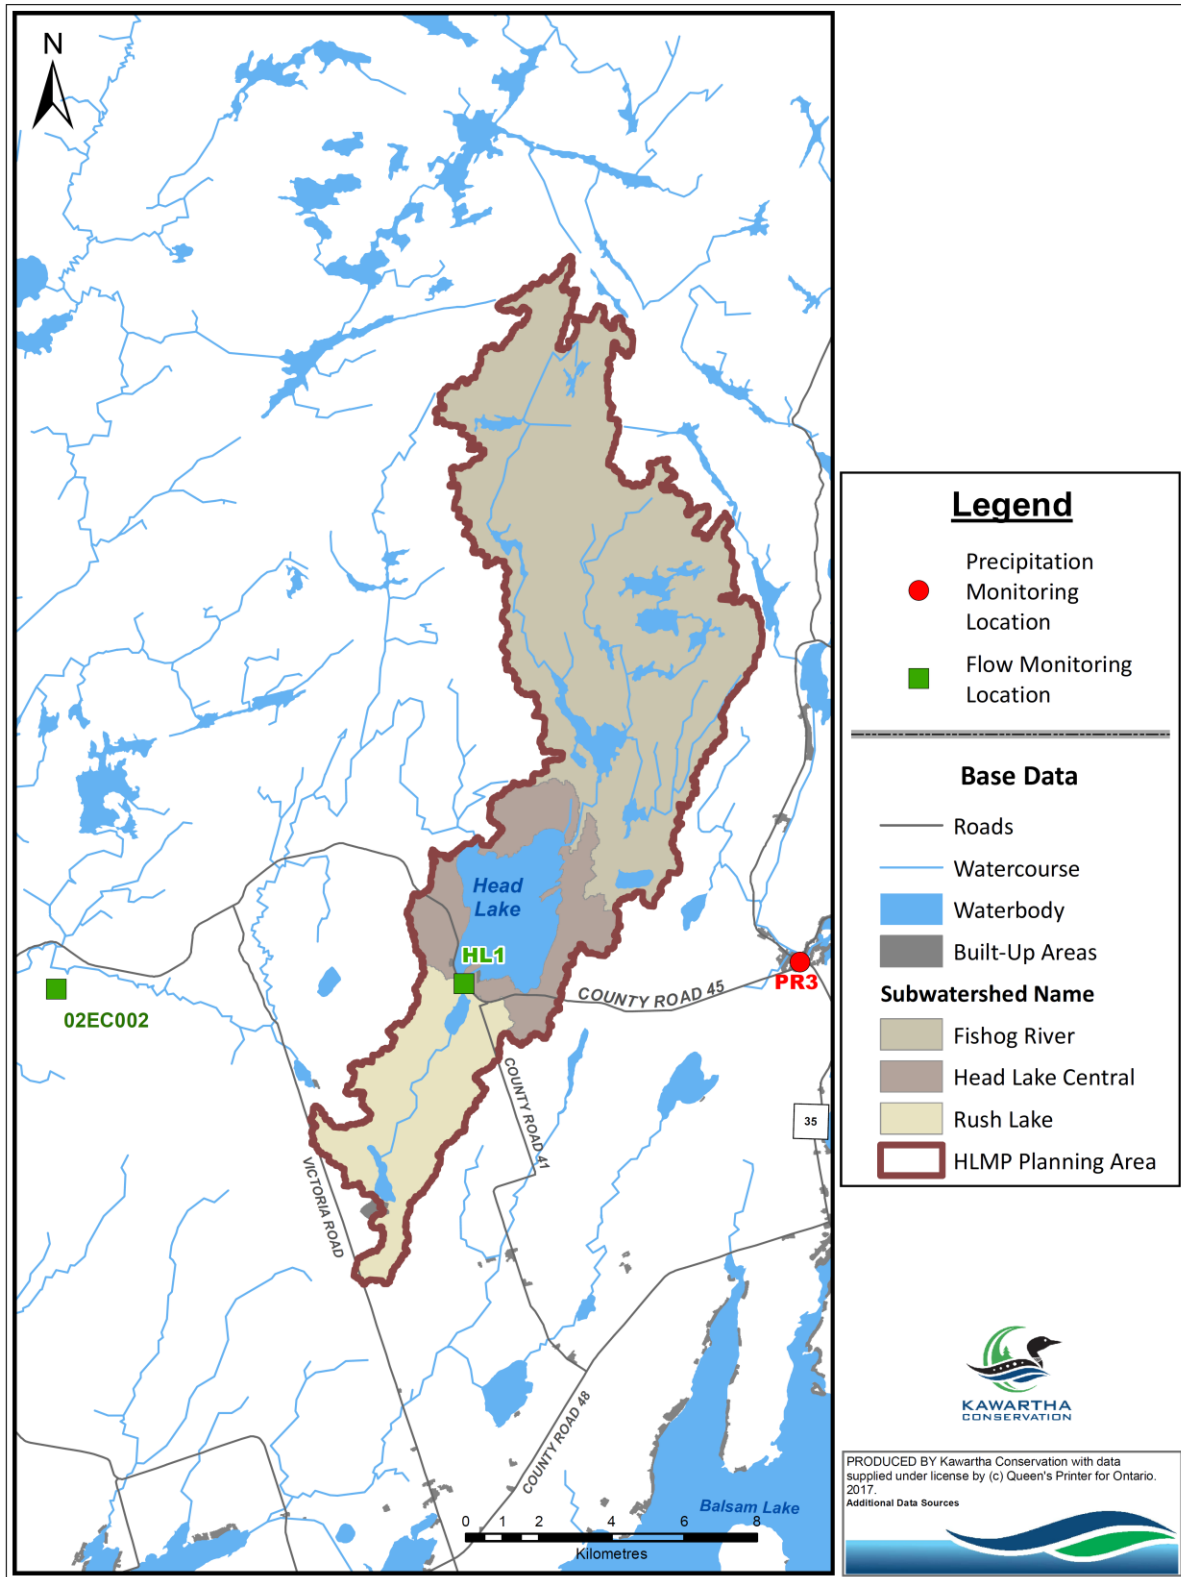 N
Head
Lake
HL1
02EC002
PR3
COUNTY ROAD 45
COUNTY ROAD 41
VICTORIA ROAD
35
COUNTY ROAD 48
Balsam Lake
0 1 2 4 6 8
Kilometres
Legend
Precipitation
Monitoring
Location
Flow Monitoring
Location
Base Data
Roads
Watercourse
Waterbody
Built-Up Areas
Subwatershed Name
Fishog River
Head Lake Central
Rush Lake
HLMP Planning Area
KAWARTHA
CONSERVATION
PRODUCED BY Kawartha Conservation with data
supplied under license by (c) Queen's Printer for Ontario.
2017.
Additional Data Sources